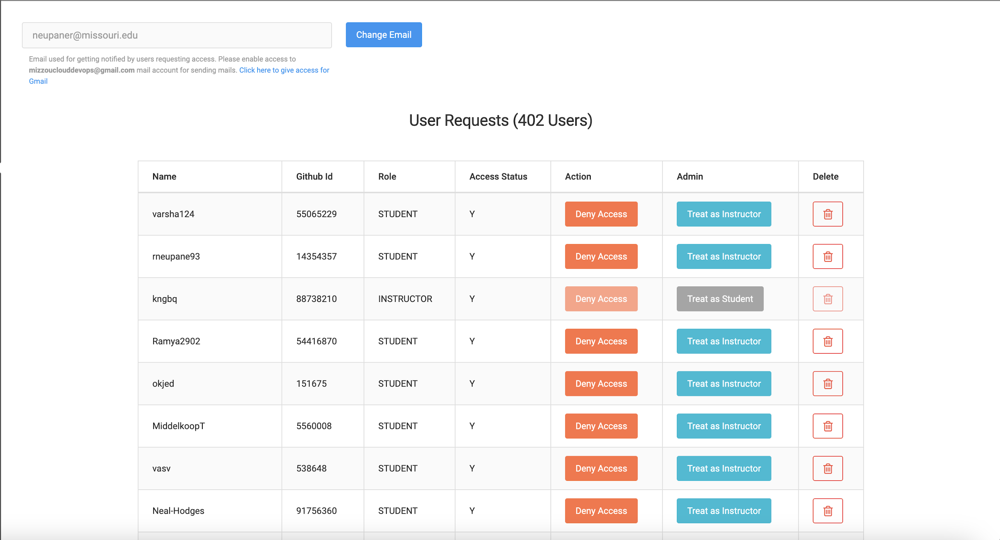 neupaner@missouri.edu
Change Email
Email used for getting notified by users requesting access. Please enable access to
mizzouclouddevops@gmail.com mail account for sending mails. Click here to give access for
Gmail
User Requests (402 Users)
Name Github Id Role Access Status Action Admin Delete
varsha124 55065229 STUDENT Y Deny Access Treat as Instructor
rneupane93 14354357 STUDENT Y Deny Access Treat as Instructor
kngbq 88738210 INSTRUCTOR Y Deny Access Treat as Student
Ramya2902 54416870 STUDENT Y Deny Access Treat as Instructor
okjed 151675 STUDENT Y Deny Access Treat as Instructor
MiddelkoopT 5560008 STUDENT Y Deny Access Treat as Instructor
vasv 538648 STUDENT Y Deny Access Treat as Instructor
Neal-Hodges 91756360 STUDENT Y Deny Access Treat as Instructor